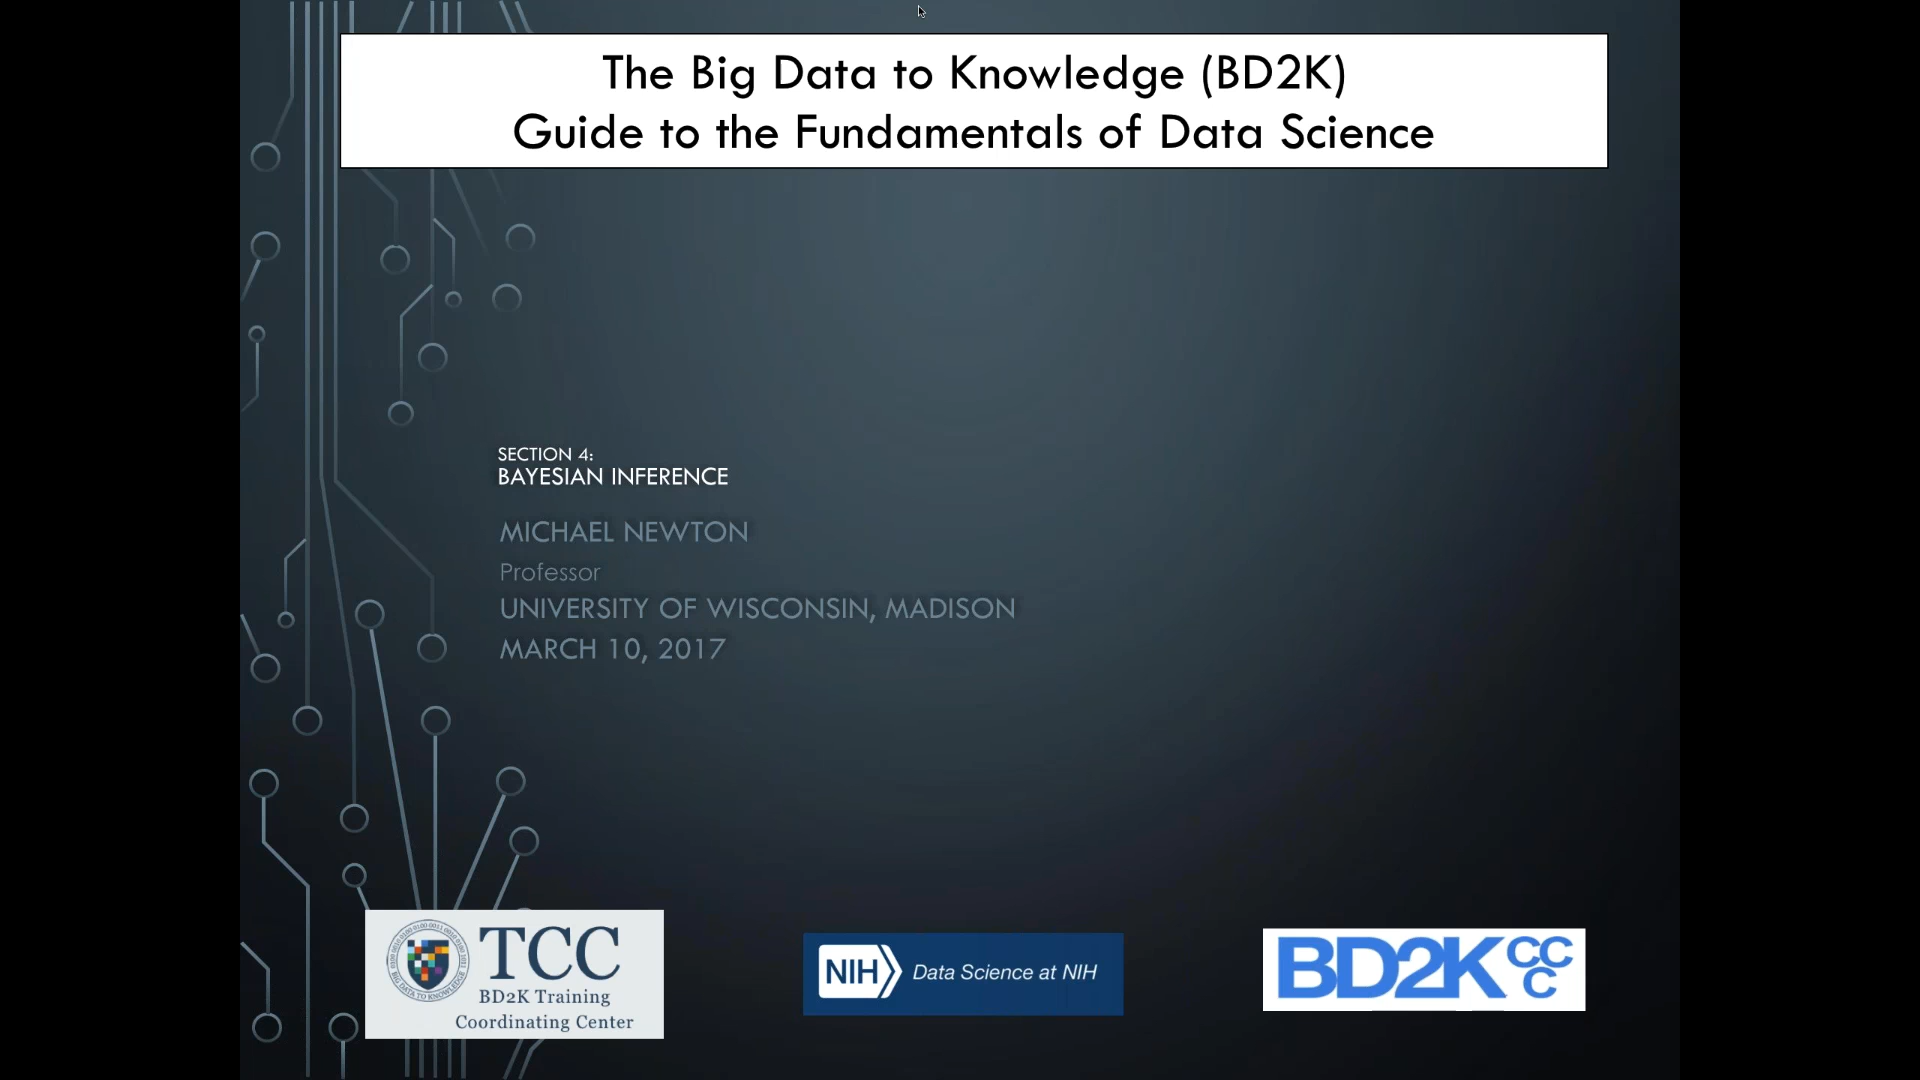 The Big Data to Knowledge (BD2K)
Guide to the Fundamentals of Data Science
SECTION 4:
BAYESIAN INFERENCE
MICHAEL NEWTON
Professor
UNIVERSITY OF WISCONSIN, MADISON
MARCH 10, 2017
TCC
BD2K Training
Coordinating Center
NIH Data Science at NIH
BD2K CC
C